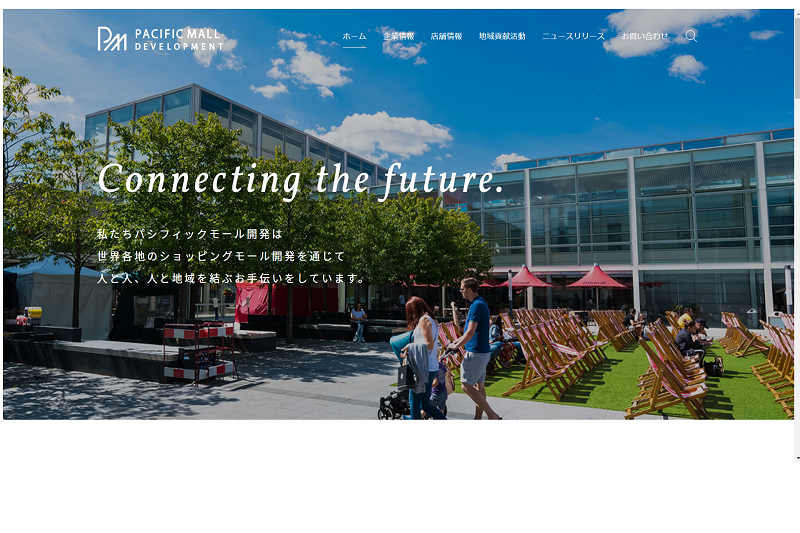 PACIFIC MALL
DEVELOPMENT
ホーム 企業情報 店舗情報 地域貢献活動 ニュースリリース お問い合わせ
Connecting the future.
私たちパシフィックモール開発は
世界各地のショッピングモール開発を通じて
人と人、人と地域を結ぶお手伝いをしています。